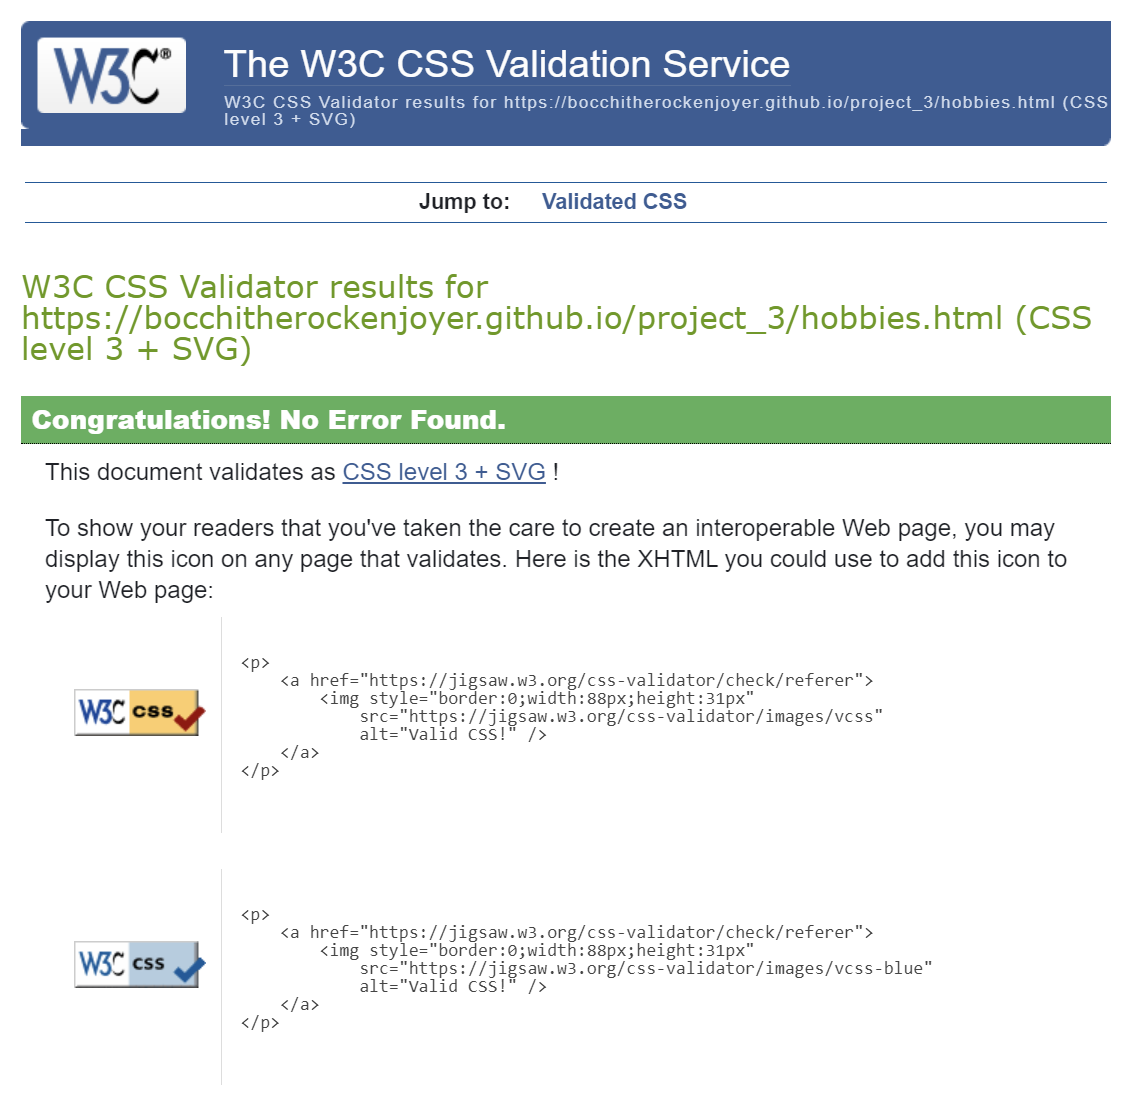 W3C®
The W3C CSS Validation Service
W3C CSS Validator results for https://bocchitherockenjoyer.github.io/project_3/hobbies.html (CSS
level 3 + SVG)
Jump to: Validated CSS
W3C CSS Validator results for
https://bocchitherockenjoyer.github.io/project_3/hobbies.html (CSS
level 3 + SVG)
Congratulations! No Error Found.
This document validates as CSS level 3 + SVG !
To show your readers that you've taken the care to create an interoperable Web page, you may
display this icon on any page that validates. Here is the XHTML you could use to add this icon to
your Web page:
W3C css
<p>
    <a href="https://jigsaw.w3.org/css-validator/check/referer">
        <img style="border:0;width:88px;height:31px"
            src="https://jigsaw.w3.org/css-validator/images/vcss"
            alt="Valid CSS!" />
    </a>
</p>
W3C css
<p>
    <a href="https://jigsaw.w3.org/css-validator/check/referer">
        <img style="border:0;width:88px;height:31px"
            src="https://jigsaw.w3.org/css-validator/images/vcss-blue"
            alt="Valid CSS!" />
    </a>
</p>